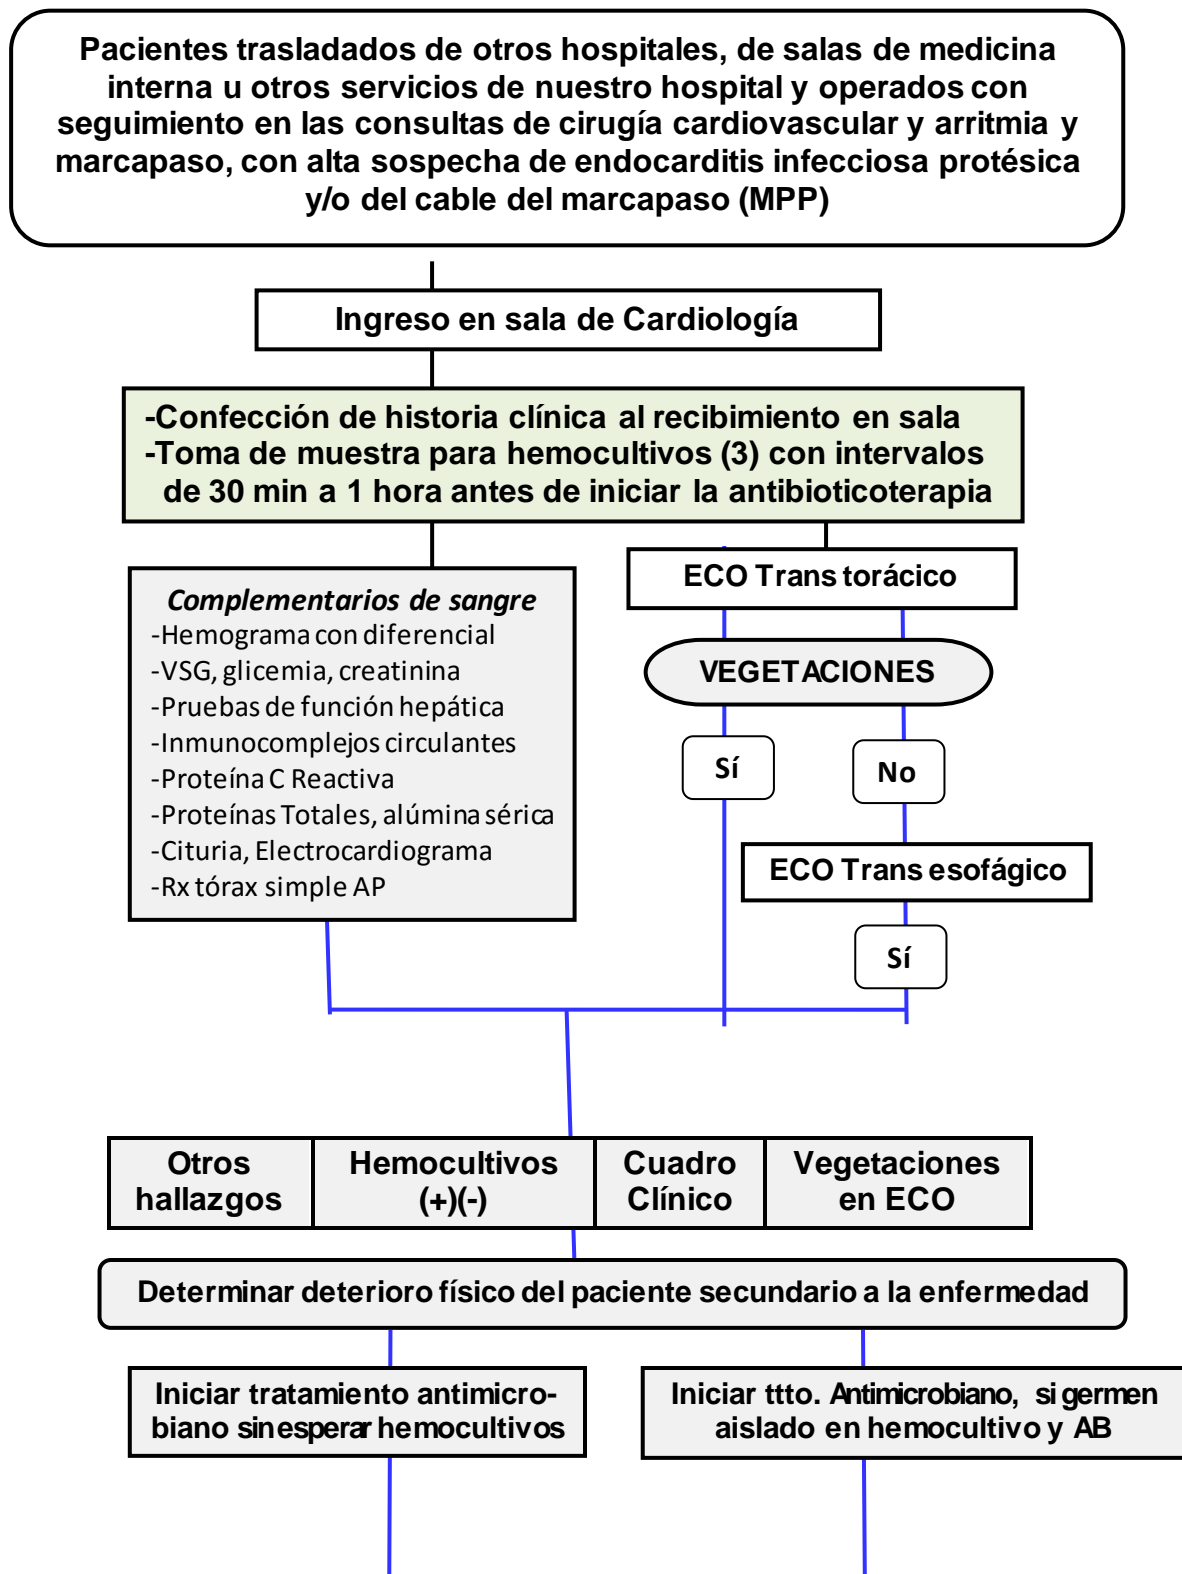 Pacientes trasladados de otros hospitales, de salas de medicina
interna u otros servicios de nuestro hospital y operados con
seguimiento en las consultas de cirugía cardiovascular y arritmia y
marcapaso, con alta sospecha de endocarditis infecciosa protésica
y/o del cable del marcapaso (MPP)
Ingreso en sala de Cardiología
-Confección de historia clínica al recibimiento en sala
-Toma de muestra para hemocultivos (3) con intervalos
de 30 min a 1 hora antes de iniciar la antibioticoterapia
Complementarios de sangre
-Hemograma con diferencial
-VSG, glicemia, creatinina
-Pruebas de función hepática
-Inmunocomplejos circulantes
-Proteína C Reactiva
-Proteínas Totales, alúmina sérica
-Cituria, Electrocardiograma
-Rx tórax simple AP
ECO Trans torácico
VEGETACIONES
Sí
No
ECO Trans esofágico
Sí
Otros
hallazgos
Hemocultivos
(+)(-)
Cuadro
Clínico
Vegetaciones
en ECO
Determinar deterioro físico del paciente secundario a la enfermedad
Iniciar tratamiento antimicro-
biano sin esperar hemocultivos
Iniciar ttto. Antimicrobiano, si germen
aislado en hemocultivo y AB